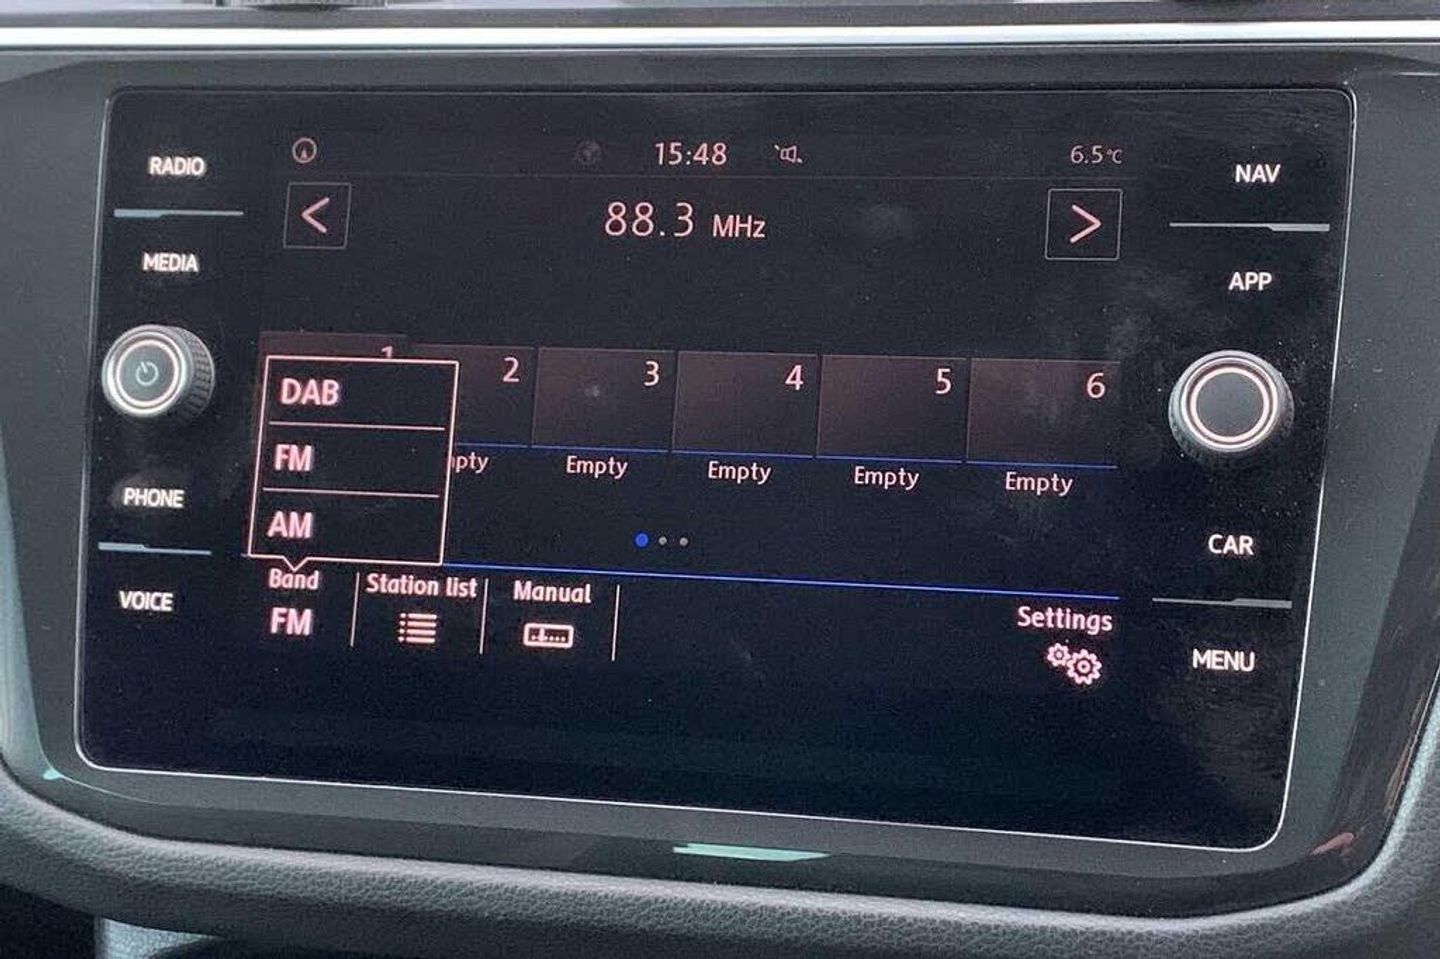 RADIO
15:48
6.5°C
NAV
88.3 MHz
MEDIA
APP
1 2 3 4 5 6
DAB
FM
AM
Empty Empty Empty Empty
PHONE
CAR
Band
Station list
Manual
Settings
FM
VOICE
MENU